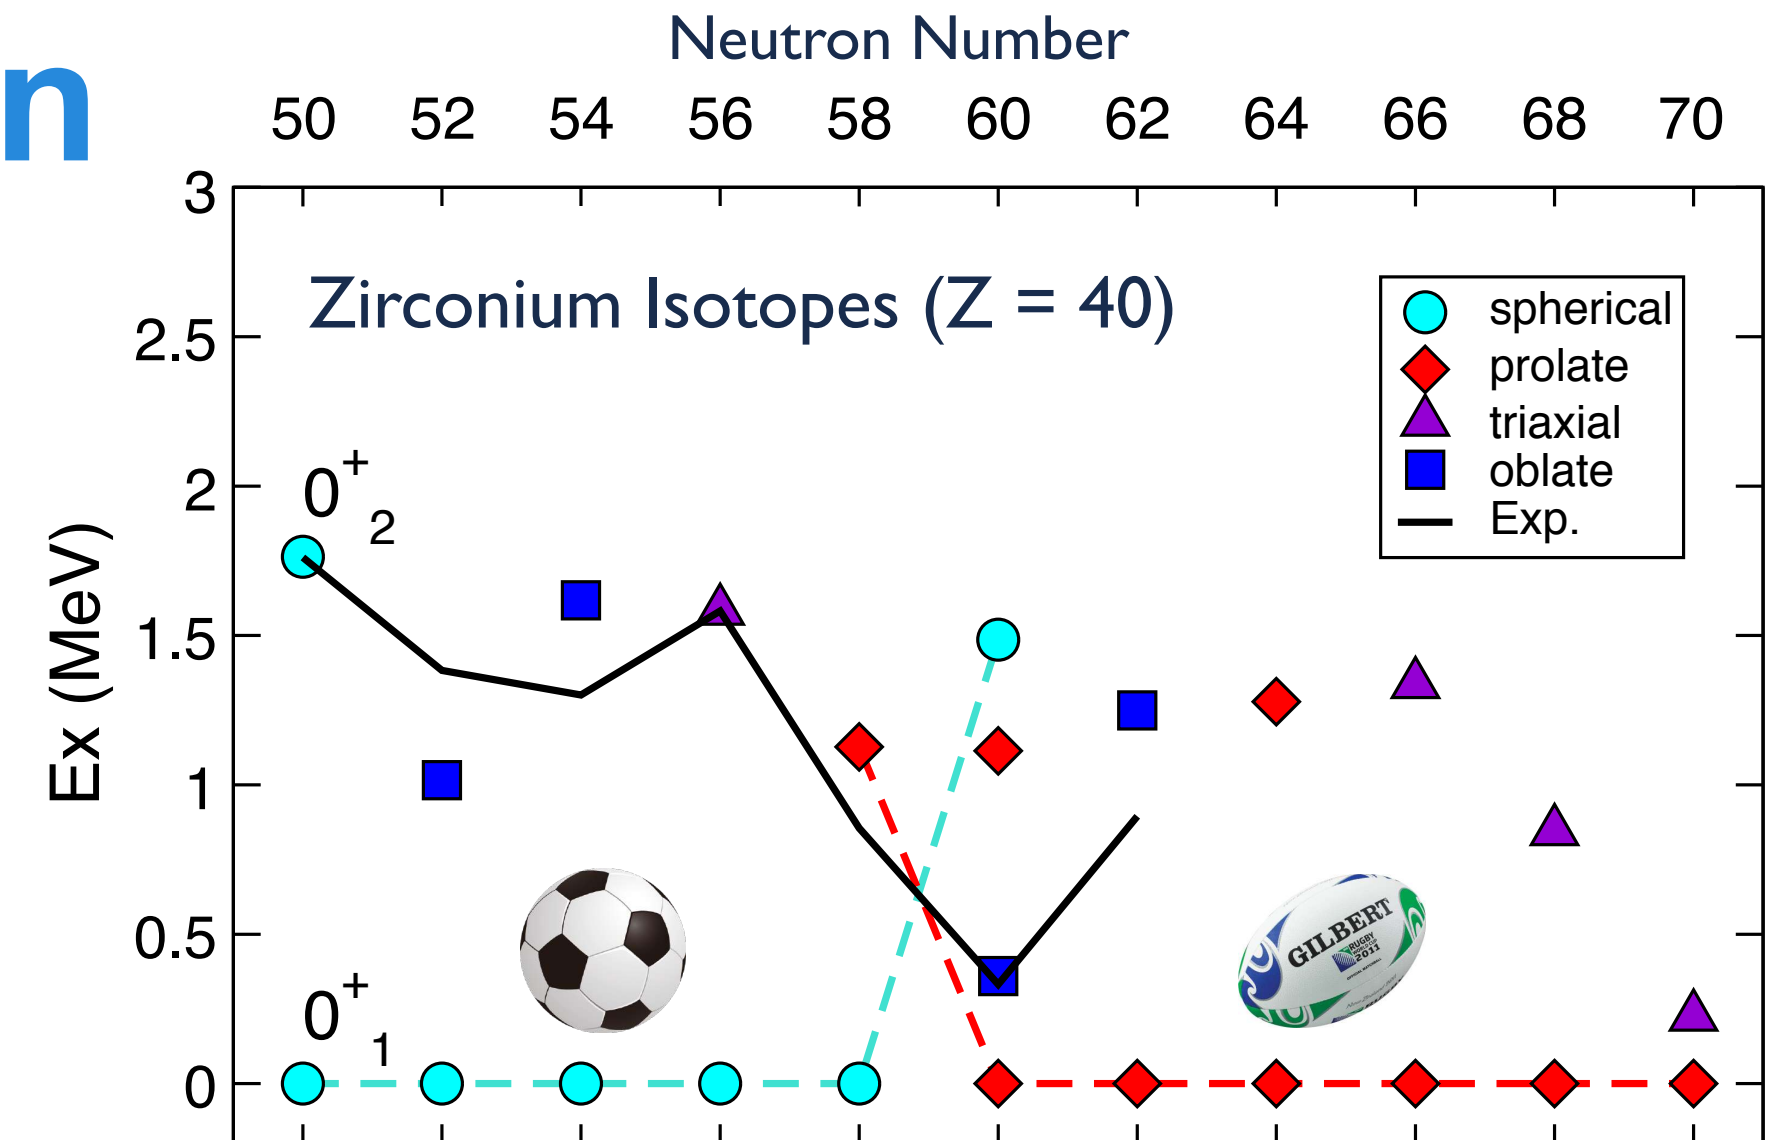 Neutron Number
n
50 52 54 56 58 60 62 64 66 68 70
3
Zirconium Isotopes (Z = 40)
spherical
prolate
triaxial
oblate
Exp.
2.5
2
0+2
1.5
Ex (MeV)
1
0.5
GILBERT
RUGBY
2011
0+1
0